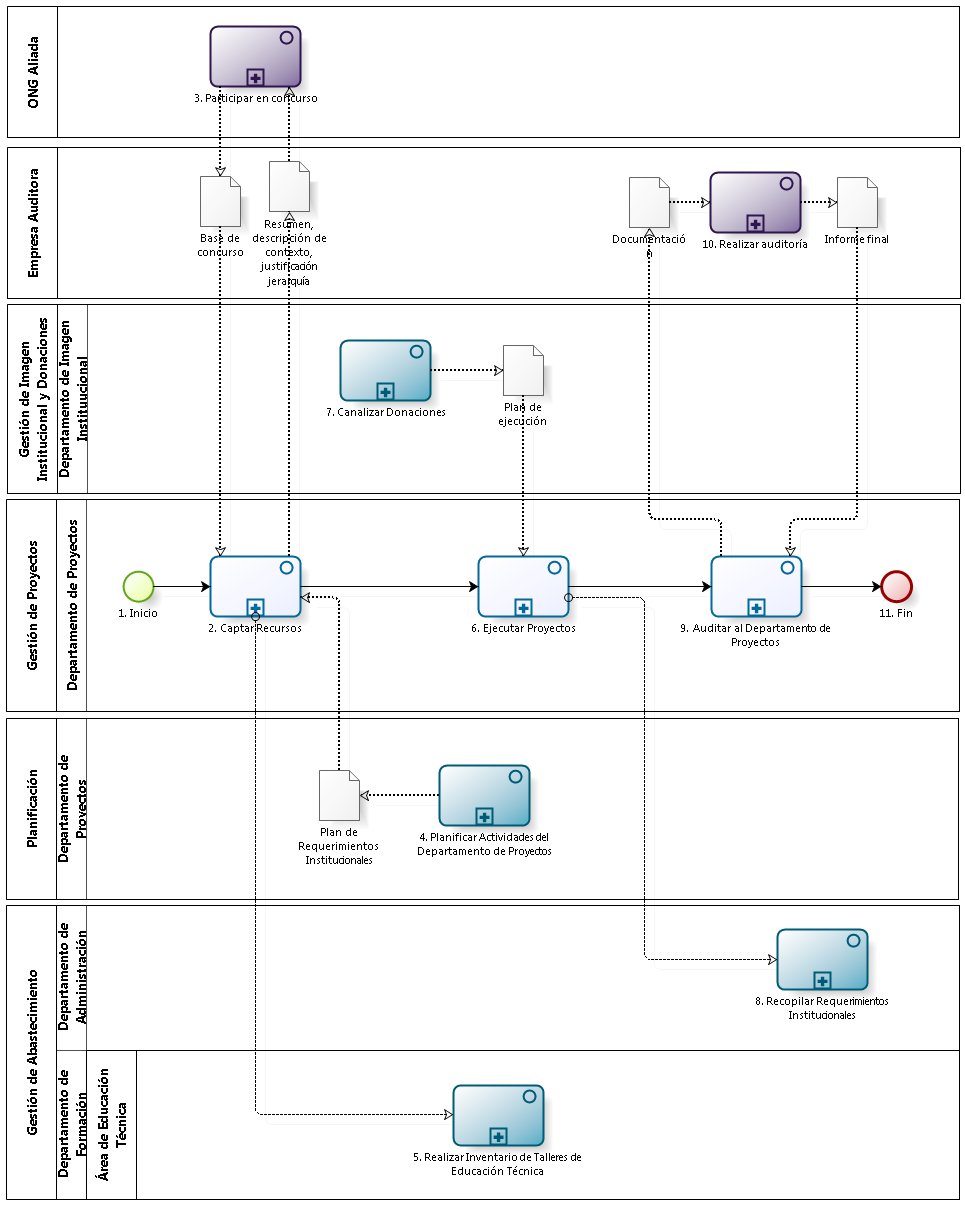 ONG Aliada
3. Participar en concurso
Empresa Auditora
Base de
concurso
Resumen,
descripción de
contexto,
justificación
jerarquía
Documentació
n
10. Realizar auditoría
Informe final
Gestión de Imagen
Institucional y Donaciones
Departamento de Imagen
Instituucional
7. Canalizar Donaciones
Plan de
ejecución
Gestión de Proyectos
Departamento de Proyectos
1. Inicio
2. Captar Recursos
6. Ejecutar Proyectos
9. Auditar al Departamento de
Proyectos
11. Fin
Planificación
Departamento de
Proyectos
Plan de
Requerimientos
Institucionales
4. Planificar Actividades del
Departamento de Proyectos
Gestión de Abastecimiento
Departamento de
Administración
8. Recopilar Requerimientos
Institucionales
Departamento de
Formación
Área de Educación
Técnica
5. Realizar Inventario de Talleres de
Educación Técnica